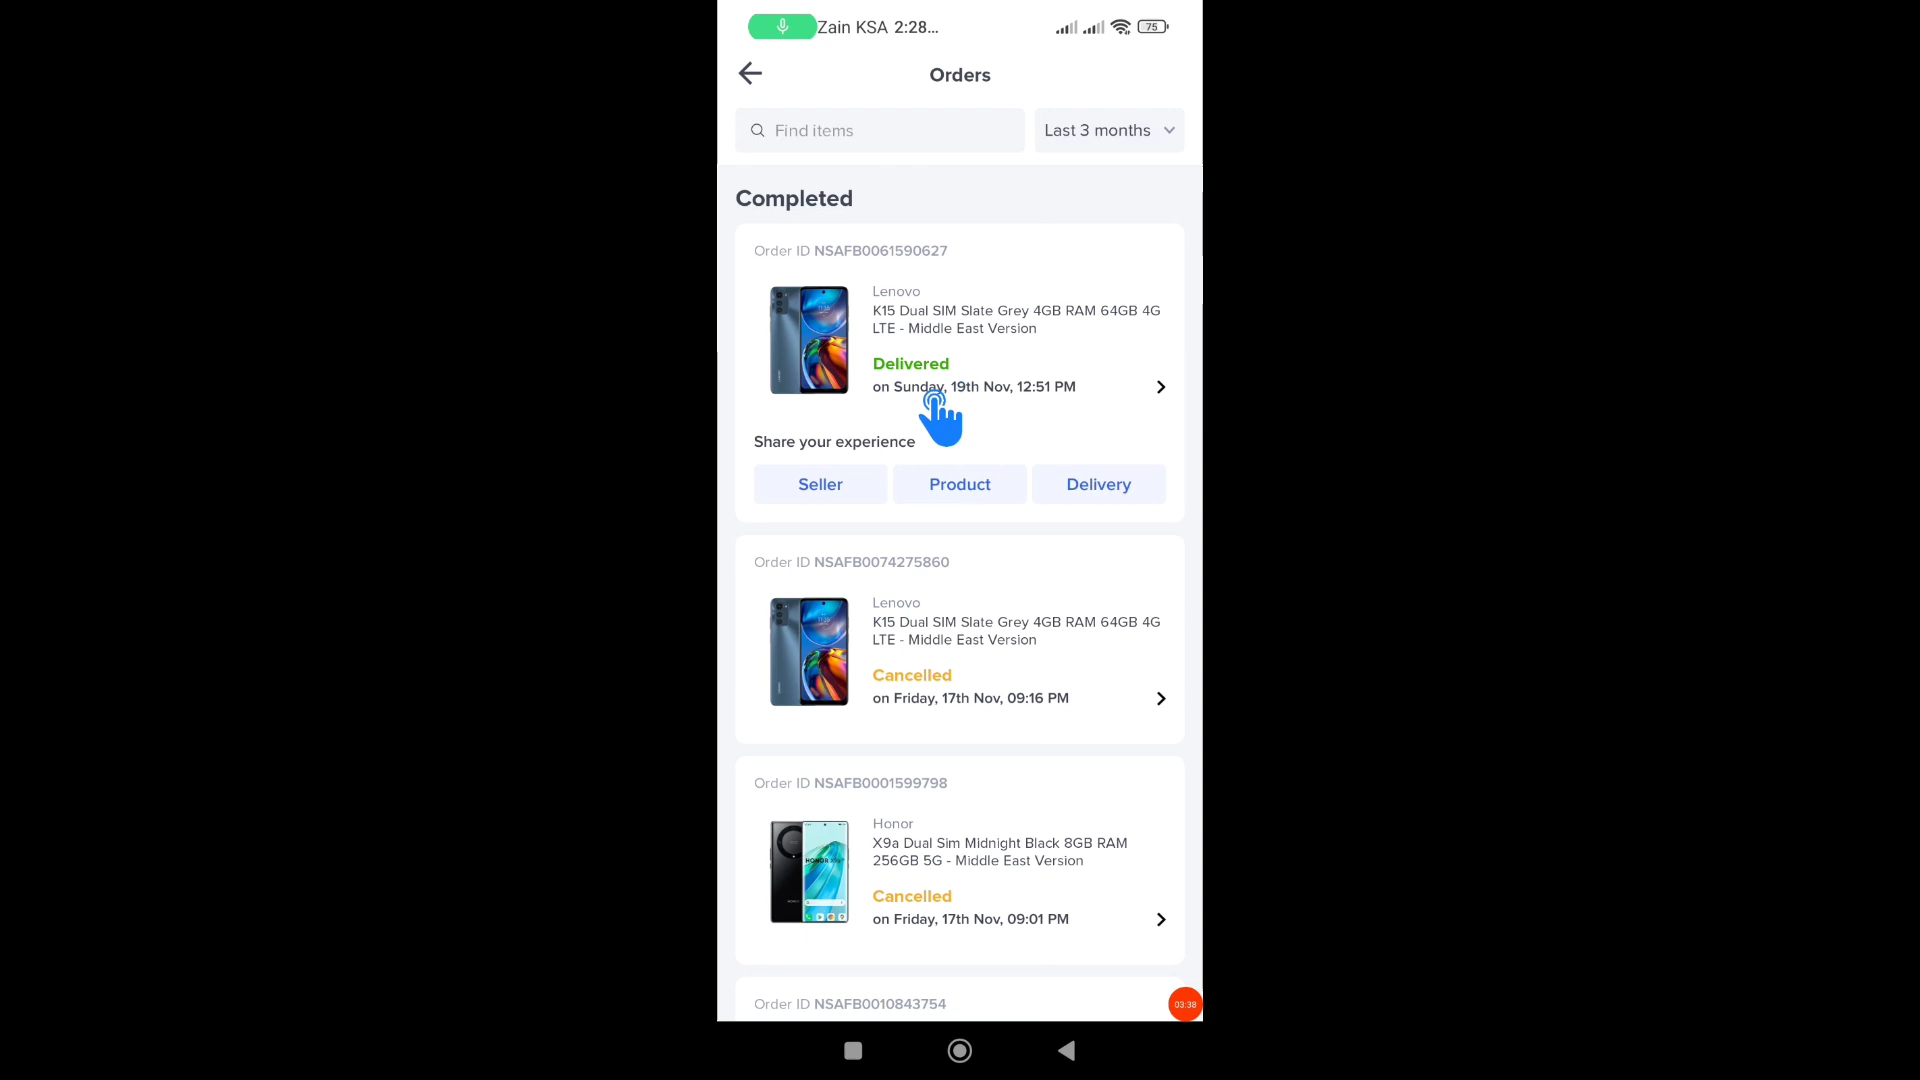 Zain KSA 2:28...
75
Orders
Find items
Last 3 months
Completed
Order ID NSAFB0061590627
Lenovo
K15 Dual SIM Slate Grey 4GB RAM 64GB 4G
LTE - Middle East Version
Delivered
on Sunday, 19th Nov, 12:51 PM
Share your experience
Seller
Product
Delivery
Order ID NSAFB0074275860
Lenovo
K15 Dual SIM Slate Grey 4GB RAM 64GB 4G
LTE - Middle East Version
Cancelled
on Friday, 17th Nov, 09:16 PM
Order ID NSAFB0001599798
Honor
X9a Dual Sim Midnight Black 8GB RAM
256GB 5G - Middle East Version
Cancelled
on Friday, 17th Nov, 09:01 PM
Order ID NSAFB0010843754
03:38